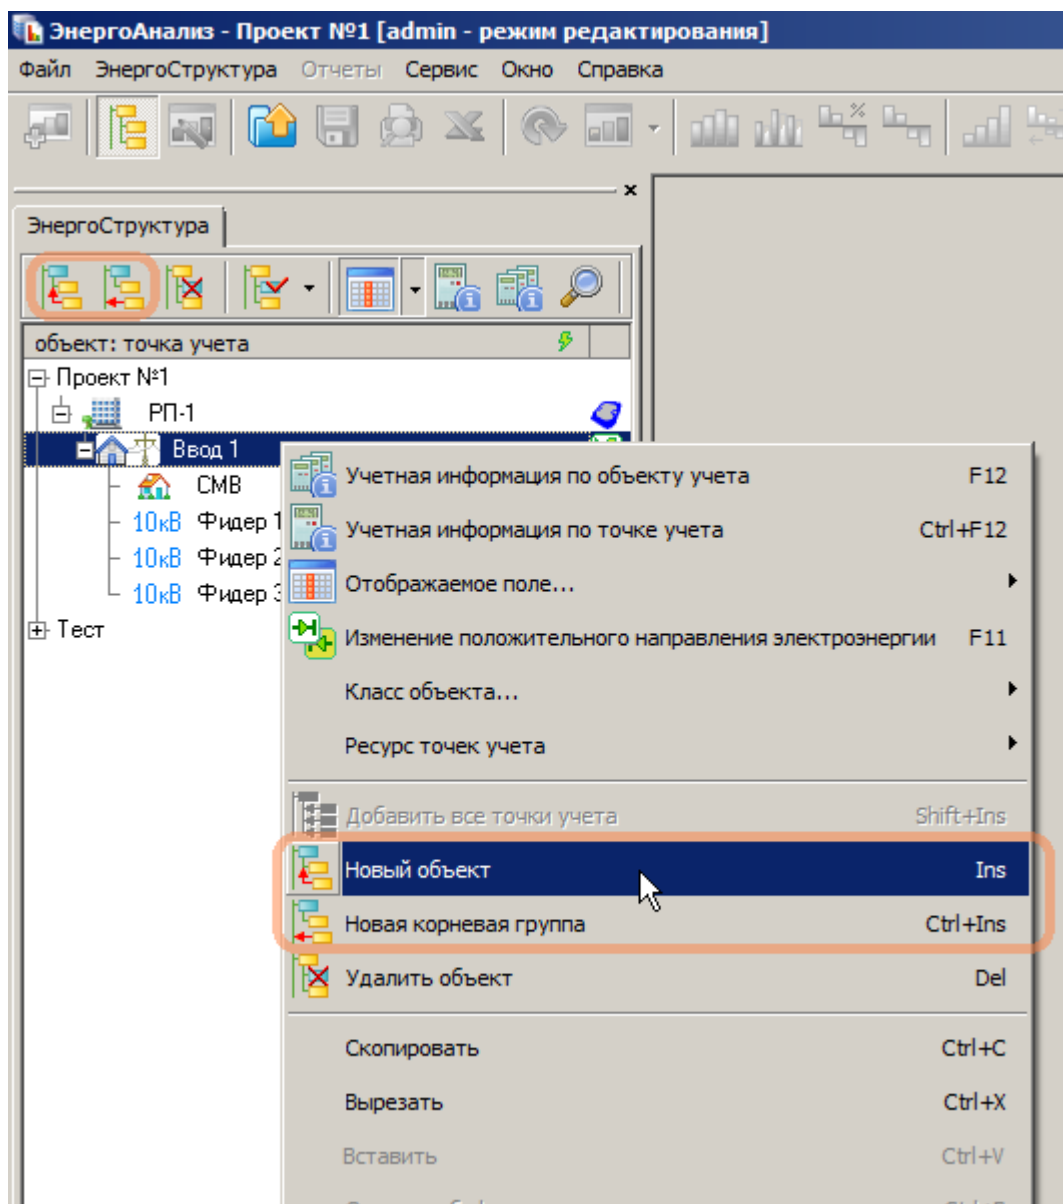 ЭнергоАнализ - Проект №1 [admin - режим редактирования]
Файл ЭнергоСтруктура Отчеты Сервис Окно Справка
ЭнергоСтруктура
объект: точка учета
Проект №1
РП-1
Ввод 1
СМВ
10кВ Фидер 1
10кВ Фидер 2
10кВ Фидер 3
Тест
Учетная информация по объекту учета F12
Учетная информация по точке учета Ctrl+F12
Отображаемое поле...
Изменение положительного направления электроэнергии F11
Класс объекта...
Ресурс точек учета
Добавить все точки учета Shift+Ins
Новый объект Ins
Новая корневая группа Ctrl+Ins
Удалить объект Del
Скопировать Ctrl+C
Вырезать Ctrl+X
Вставить Ctrl+V